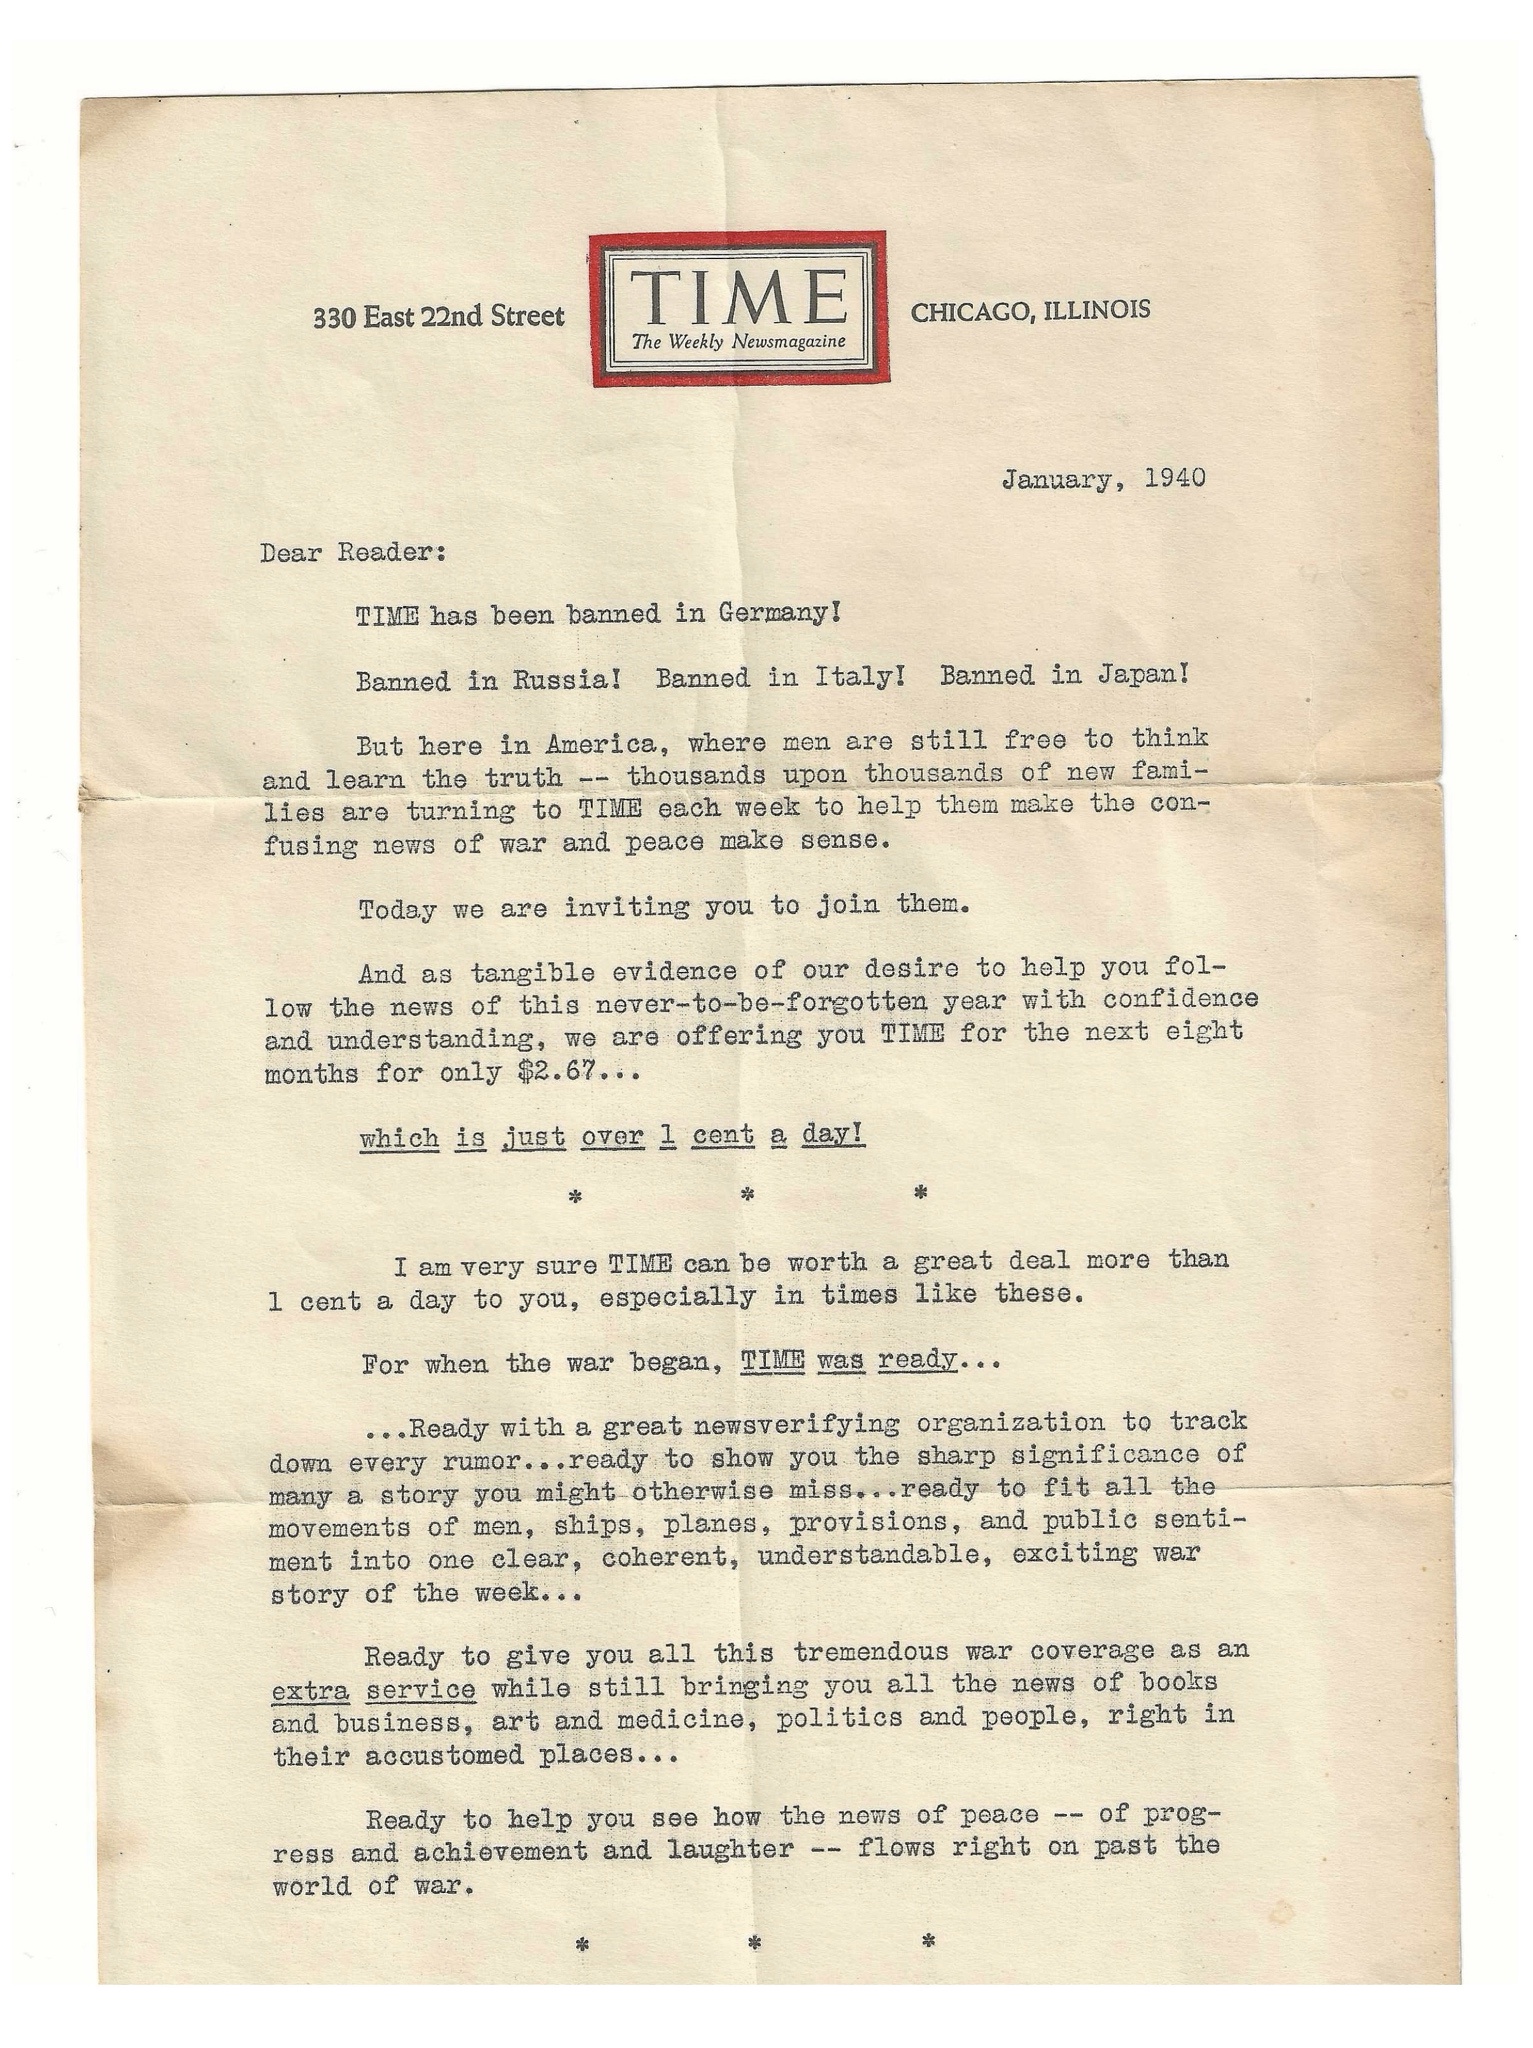 330 East 22nd Street
TIME
The Weekly Newsmagazine
CHICAGO, ILLINOIS
January, 1940
Dear Reader:
TIME has been banned in Germany!
Banned in Russia! Banned in Italy! Banned in Japan!
But here in America, where men are still free to think
and learn the truth -- thousands upon thousands of new fami-
lies are turning to TIME each week to help them make the con-
fusing news of war and peace make sense.
Today we are inviting you to join them.
And as tangible evidence of our desire to help you fol-
low the news of this never-to-be-forgotten year with confidence
and understanding, we are offering you TIME for the next eight
months for only $2.67...
which is just over 1 cent a day!
* * *
I am very sure TIME can be worth a great deal more than
1 cent a day to you, especially in times like these.
For when the war began, TIME was ready...
...Ready with a great newsverifying organization to track
down every rumor...ready to show you the sharp significance of
many a story you might otherwise miss...ready to fit all the
movements of men, ships, planes, provisions, and public senti-
ment into one clear, coherent, understandable, exciting war
story of the week...
Ready to give you all this tremendous war coverage as an
extra service while still bringing you all the news of books
and business, art and medicine, politics and people, right in
their accustomed places...
Ready to help you see how the news of peace -- of prog-
ress and achievement and laughter -- flows right on past the
world of war.
* * *